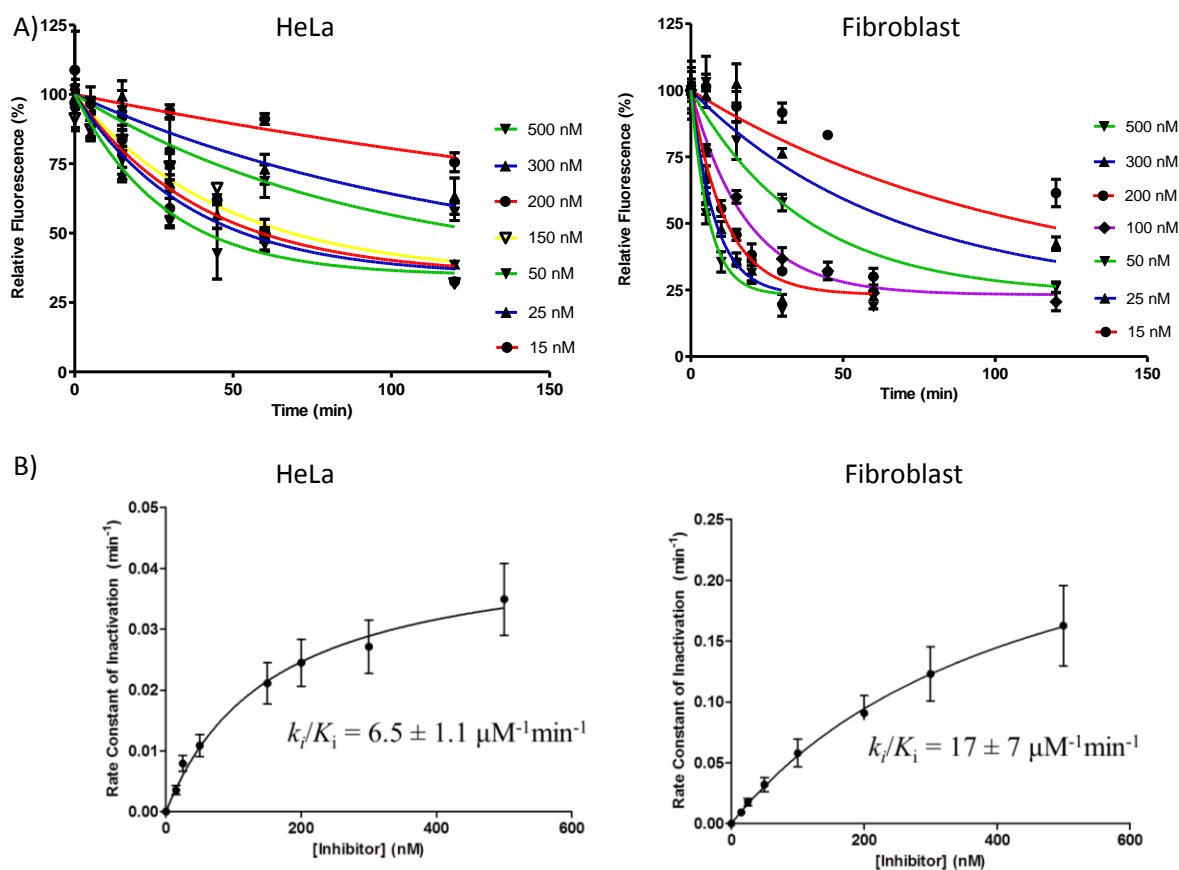 A)
HeLa
Relative Fluorescence (%)
125
100
75
50
25
0
0
50
100
150
Time (min)
500 nM
300 nM
200 nM
150 nM
50 nM
25 nM
15 nM
Fibroblast
Relative Fluorescence (%)
125
100
75
50
25
0
0
50
100
150
Time (min)
500 nM
300 nM
200 nM
100 nM
50 nM
25 nM
15 nM
B)
HeLa
Rate Constant of Inactivation (min⁻¹)
0.05
0.04
0.03
0.02
0.01
0.00
0
200
400
600
[Inhibitor] (nM)
kᵢ/Kᵢ = 6.5 ± 1.1 μM⁻¹min⁻¹
Fibroblast
Rate Constant of Inactivation (min⁻¹)
0.25
0.20
0.15
0.10
0.05
0.00
0
200
400
600
[Inhibitor] (nM)
kᵢ/Kᵢ = 17 ± 7 μM⁻¹min⁻¹